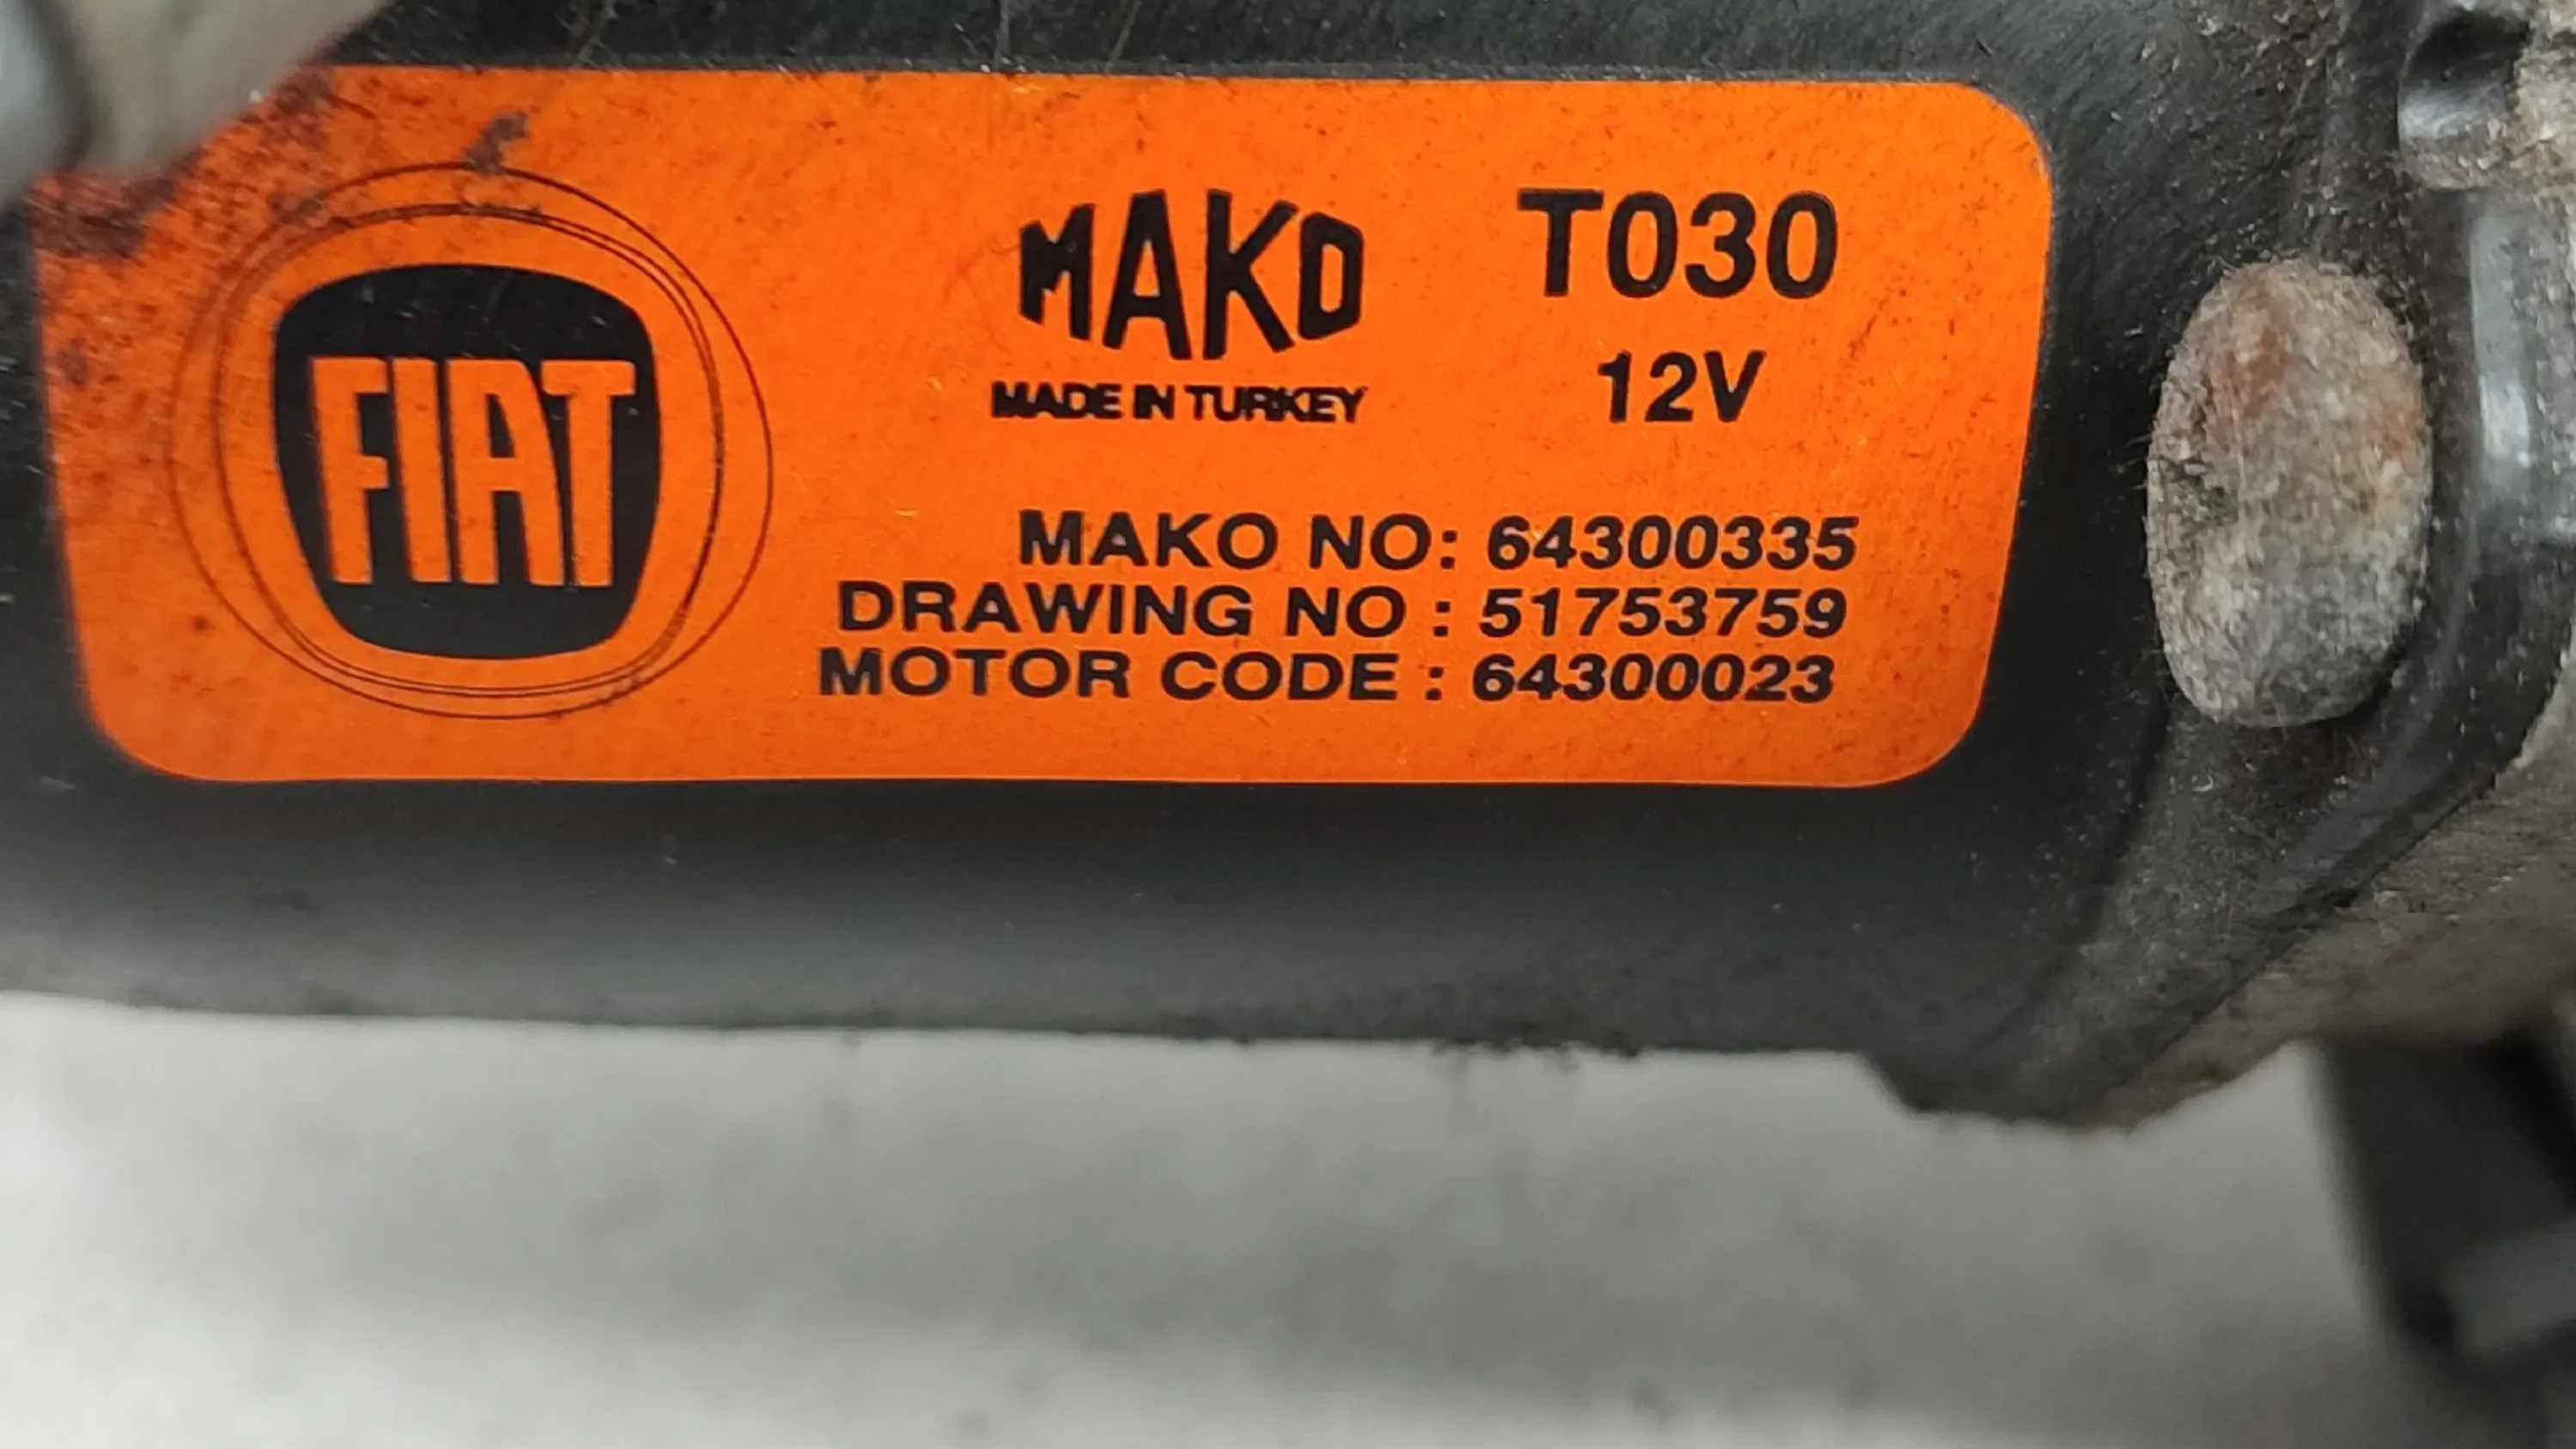 FIAT
MAKO
MADE IN TURKEY
T030
12V
MAKO NO: 64300335
DRAWING NO : 51753759
MOTOR CODE : 64300023